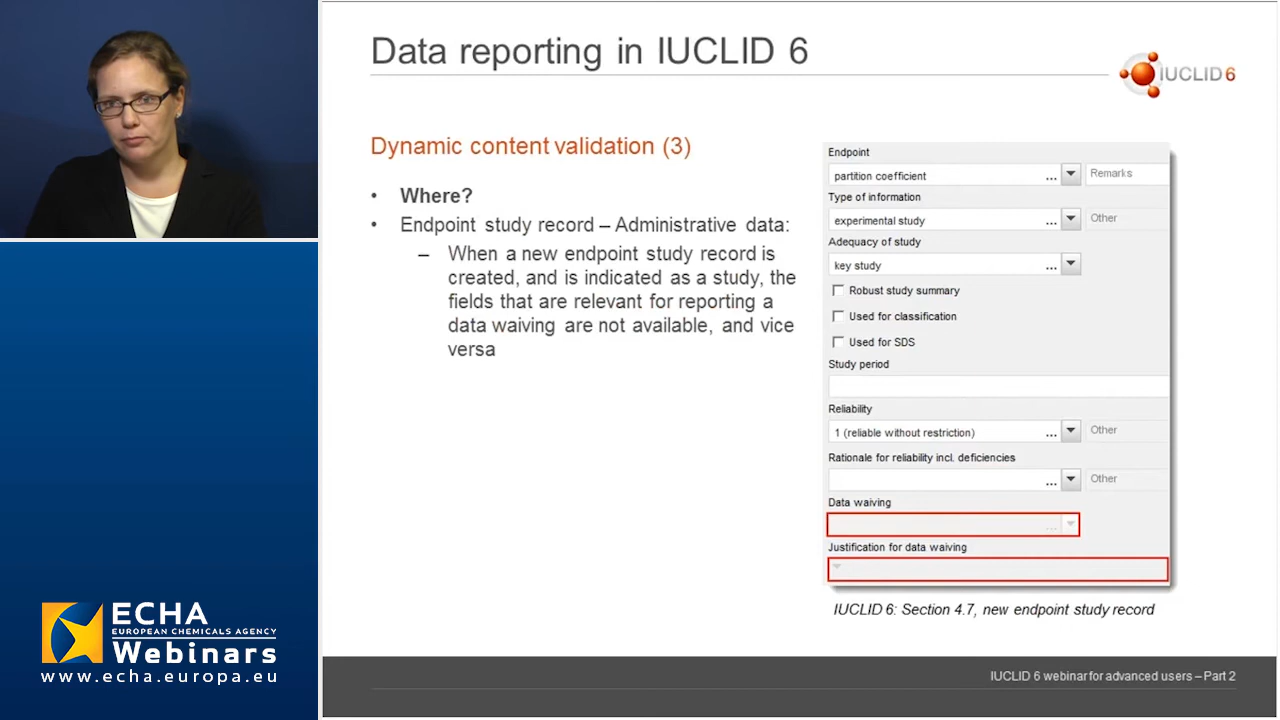 Data reporting in IUCLID 6
IUCLID 6
Dynamic content validation (3)
• Where?
• Endpoint study record – Administrative data:
– When a new endpoint study record is
created, and is indicated as a study, the
fields that are relevant for reporting a
data waiving are not available, and vice
versa
Endpoint
partition coefficient ... Remarks
Type of information
experimental study ... Other
Adequacy of study
key study ...
Robust study summary
Used for classification
Used for SDS
Study period
Reliability
1 (reliable without restriction) ... Other
Rationale for reliability incl. deficiencies
... Other
Data waiving
...
Justification for data waiving
IUCLID 6: Section 4.7, new endpoint study record
ECHA
EUROPEAN CHEMICALS AGENCY
Webinars
www.echa.europa.eu
IUCLID 6 webinar for advanced users – Part 2